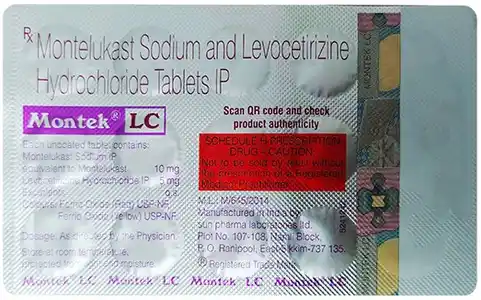 Rx Montelukast Sodium and Levocetirizine
Hydrochloride Tablets IP
Montek® LC
Scan QR code and check
product authenticity
Each uncoated tablet contains:
Montelukast Sodium IP
Equivalent to Montelukast 10 mg
Levocetirizine Hydrochloride IP 5 mg
Excipients q.s.
Colours: Ferric Oxide (Red) USP-NF,
Ferric Oxide (Yellow) USP-NF.
Dosage: As directed by the Physician.
Store at room temperature,
protected from light and moisture.
SCHEDULE H PRESCRIPTION
DRUG - CAUTION
Not to be sold by retail without
the prescription of a Registered
Medical Practitioner.
M.L. M/645/2014
Manufactured in India by
Sun pharma laboratories ltd.
Plot No. 107-108, Namli Block,
P. O. Ranipool, East Sikkim-737 135.
® Registered Trade Mark
Montek LC Montek LC Montek LC Montek LC
MONTEK LC
MONTEK LC